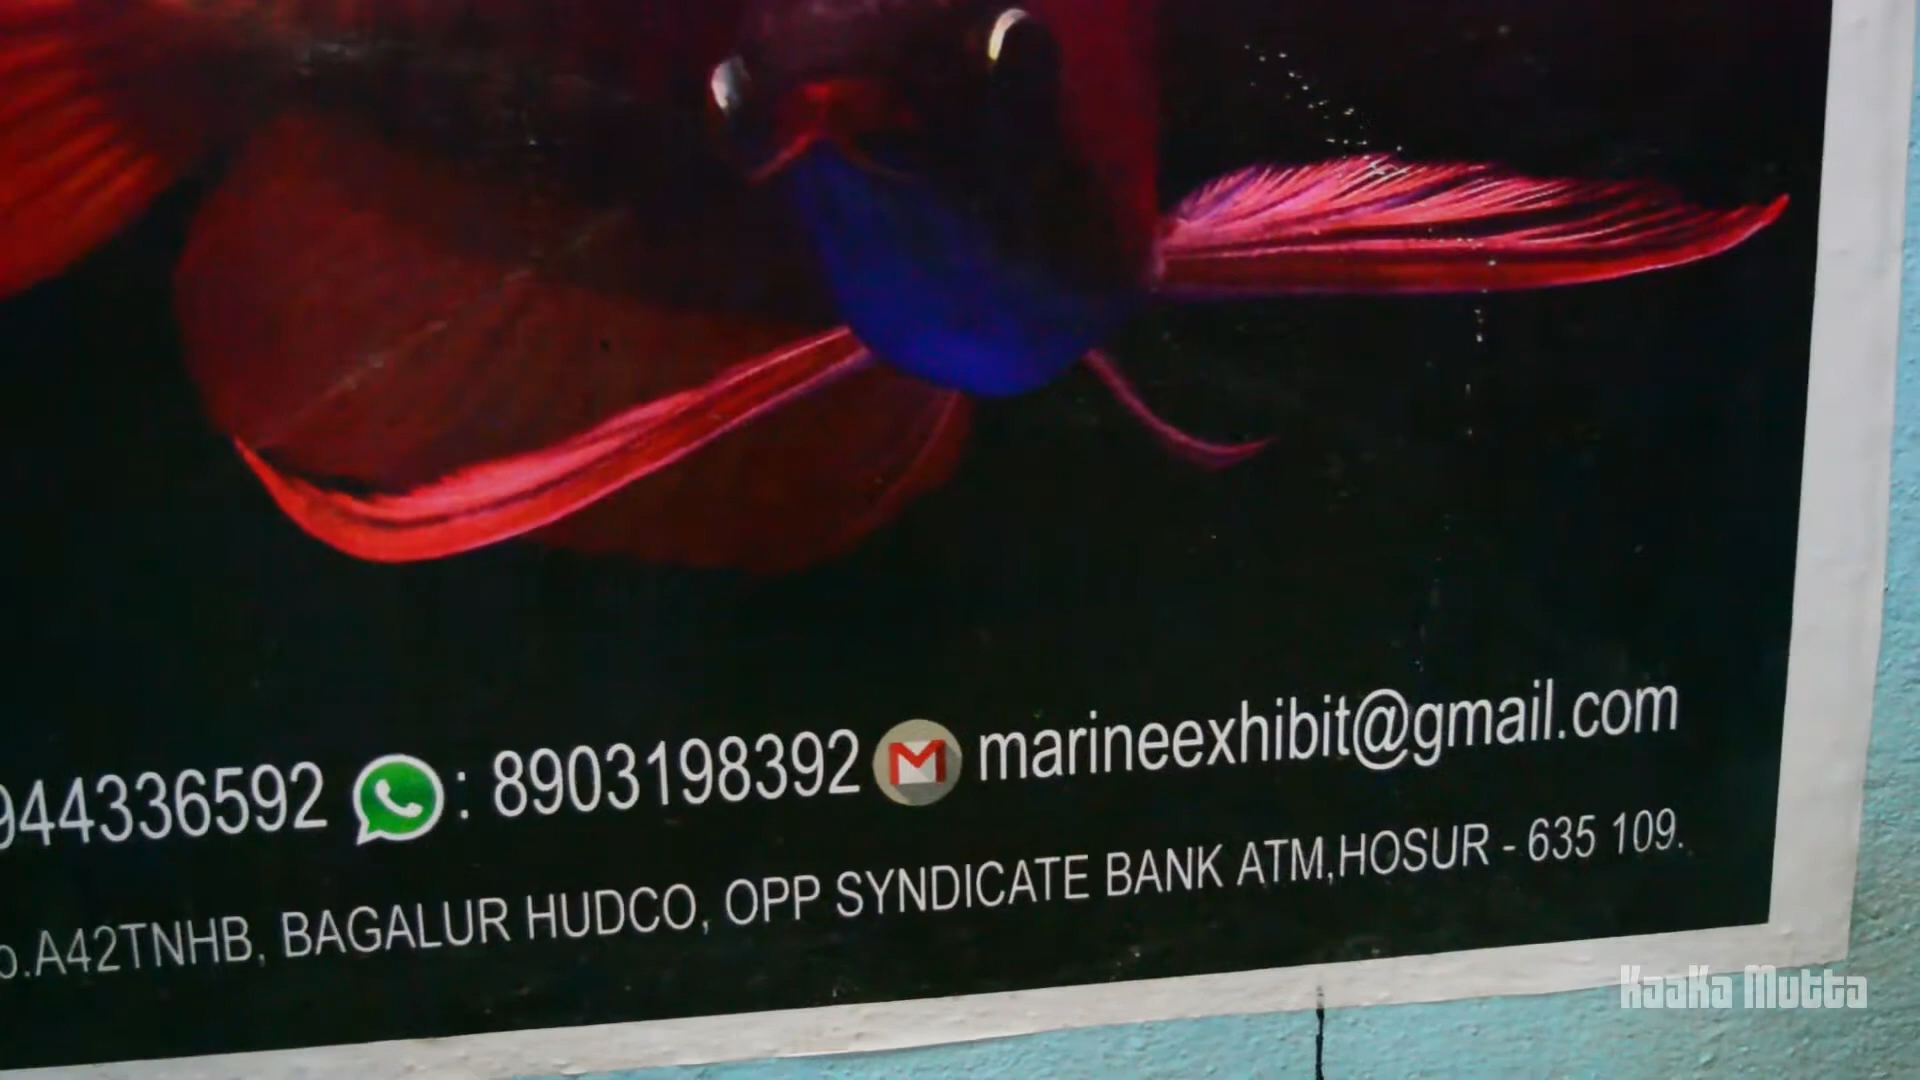 944336592 : 8903198392 marineexhibit@gmail.com
o.A42TNHB, BAGALUR HUDCO, OPP SYNDICATE BANK ATM,HOSUR - 635 109.
KaaKa Mutta